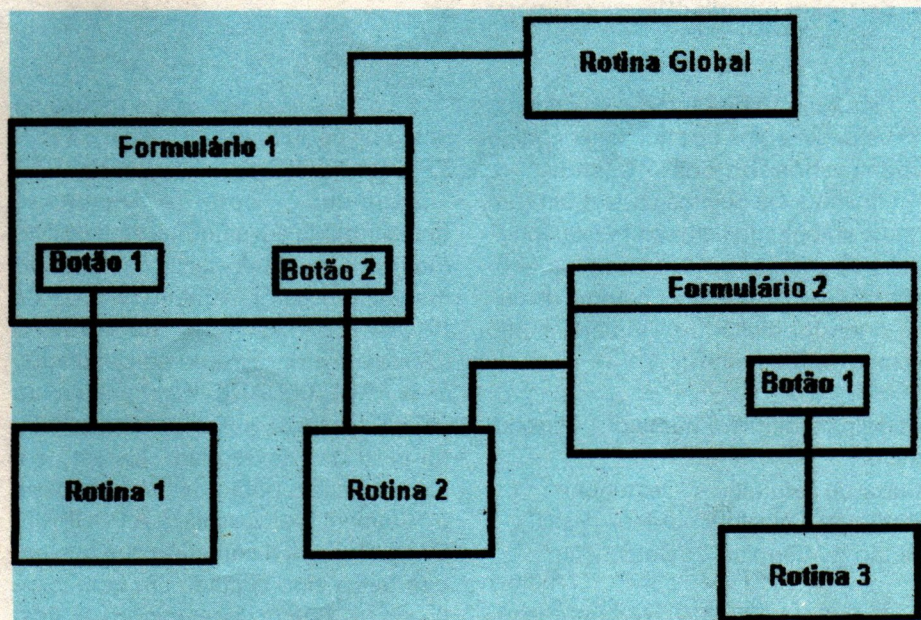 Rotina Global
Formulário 1
Botão 1
Botão 2
Formulário 2
Botão 1
Rotina 1
Rotina 2
Rotina 3